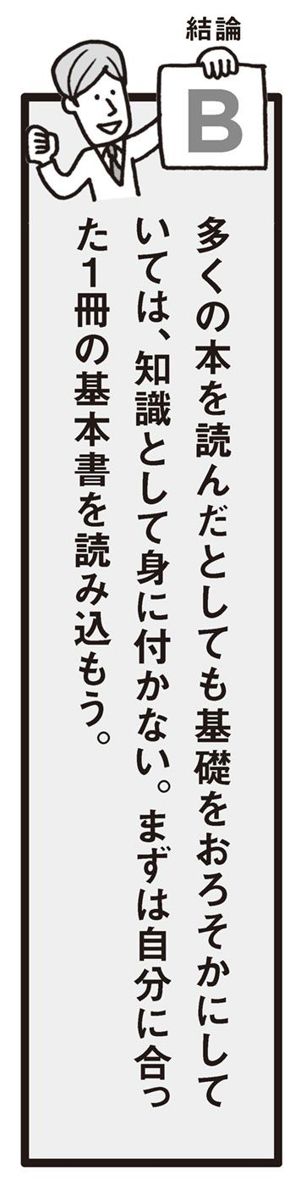 結論
B
多くの本を読んだとしても基礎をおろそかにして
いては、知識として身に付かない。まずは自分に合っ
た1冊の基本書を読み込もう。